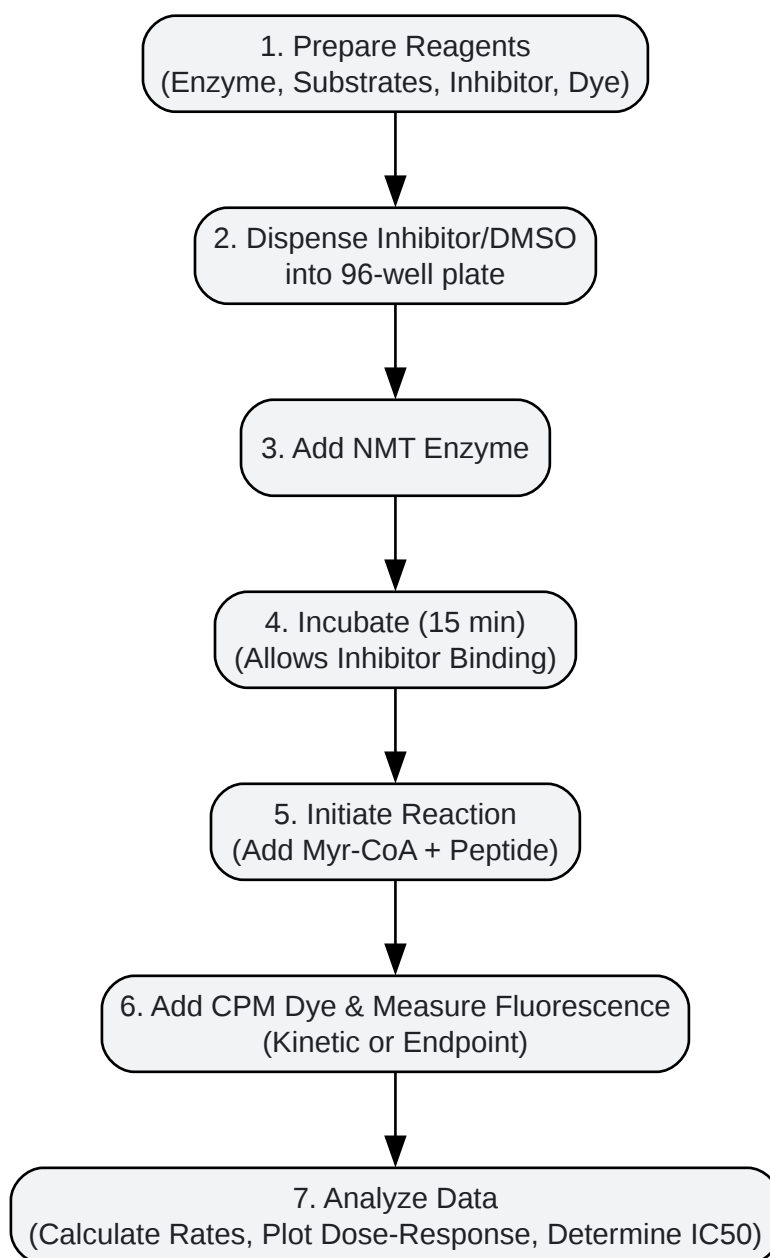 1. Prepare Reagents
(Enzyme, Substrates, Inhibitor, Dye)
2. Dispense Inhibitor/DMSO
into 96-well plate
3. Add NMT Enzyme
4. Incubate (15 min)
(Allows Inhibitor Binding)
5. Initiate Reaction
(Add Myr-CoA + Peptide)
6. Add CPM Dye & Measure Fluorescence
(Kinetic or Endpoint)
7. Analyze Data
(Calculate Rates, Plot Dose-Response, Determine IC50)